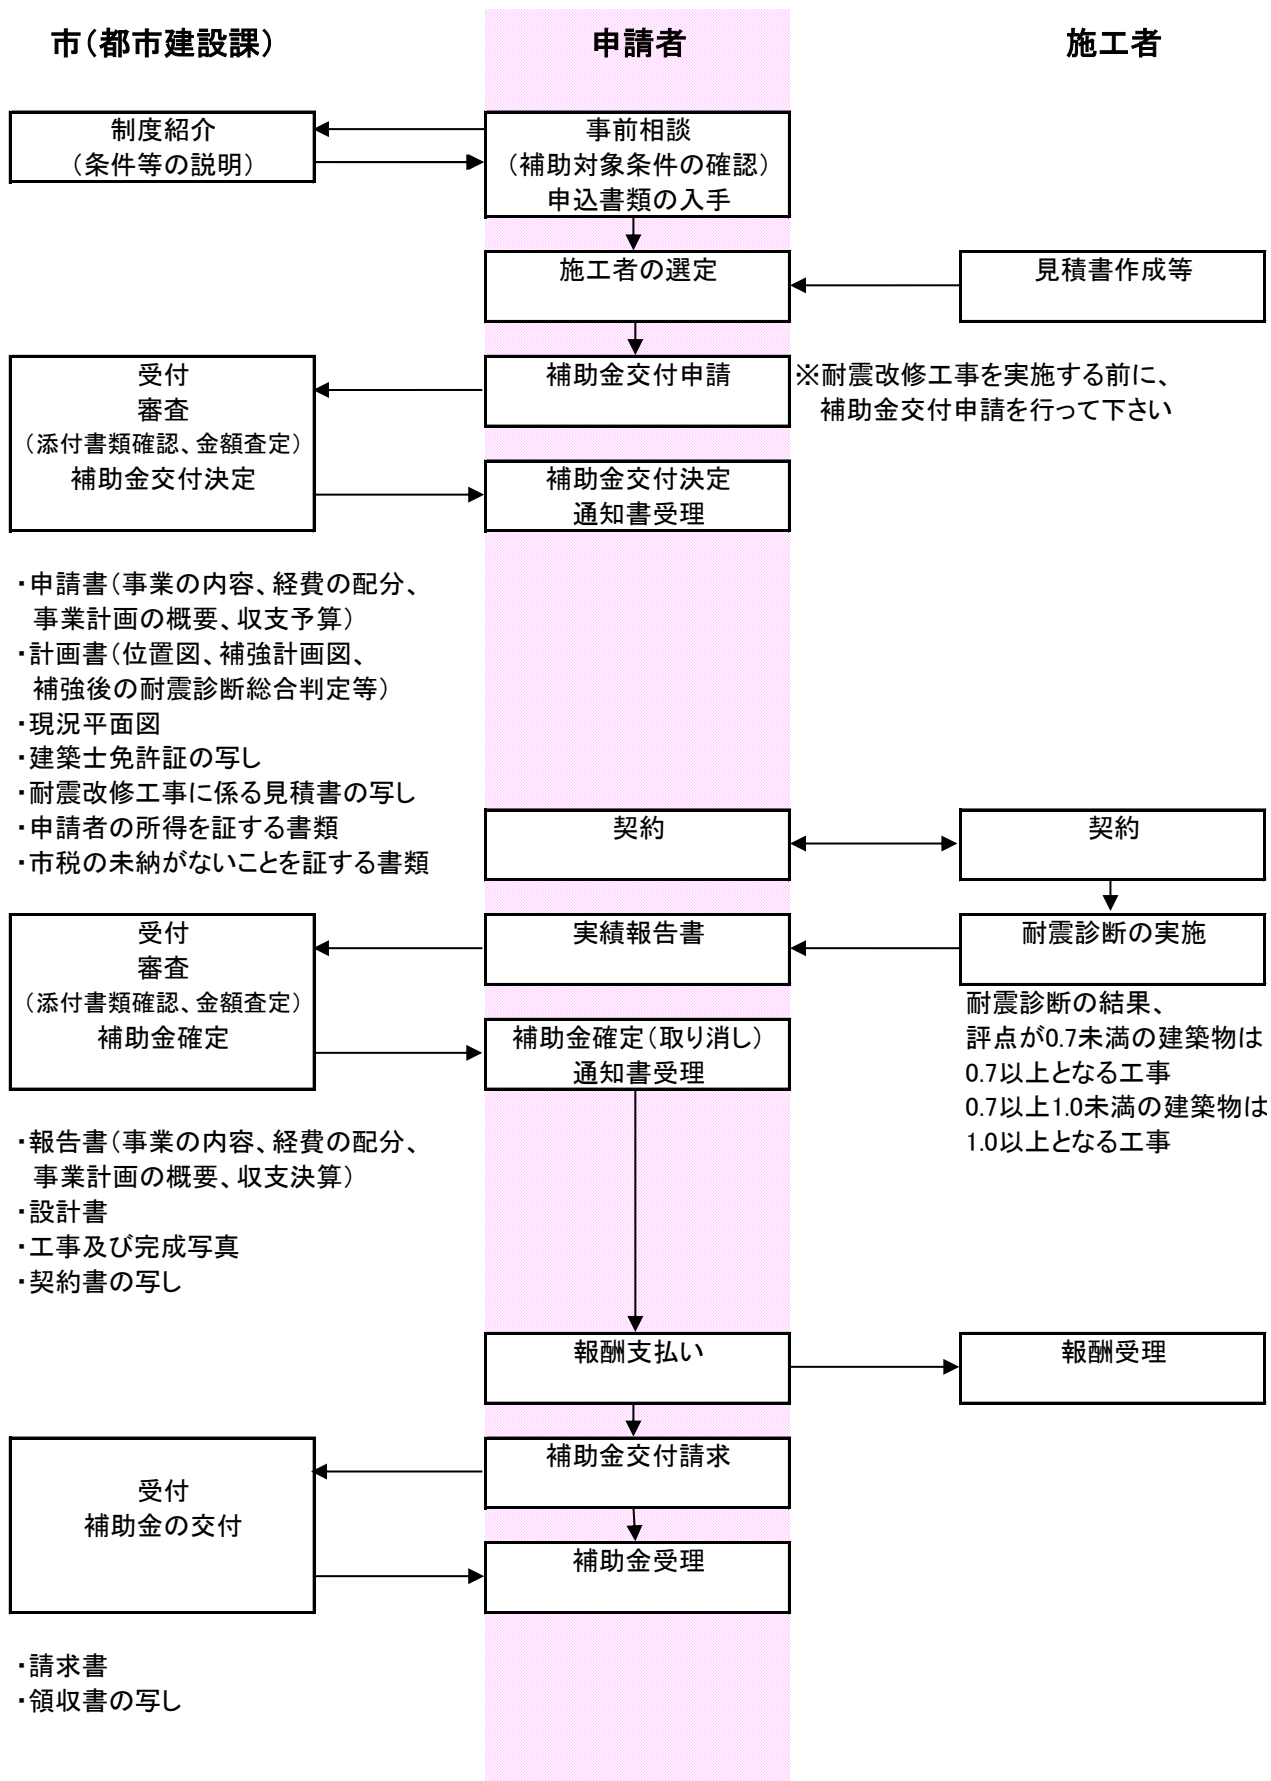 市（都市建設課）
申請者
施工者
制度紹介
（条件等の説明）
事前相談
（補助対象条件の確認）
申込書類の入手
施工者の選定
見積書作成等
受付
審査
（添付書類確認、金額査定）
補助金交付決定
補助金交付申請
※耐震改修工事を実施する前に、
補助金交付申請を行って下さい
補助金交付決定
通知書受理
・申請書（事業の内容、経費の配分、
事業計画の概要、収支予算）
・計画書（位置図、補強計画図、
補強後の耐震診断総合判定等）
・現況平面図
・建築士免許証の写し
・耐震改修工事に係る見積書の写し
・申請者の所得を証する書類
・市税の未納がないことを証する書類
契約
契約
受付
審査
（添付書類確認、金額査定）
補助金確定
実績報告書
耐震診断の実施
補助金確定（取り消し）
通知書受理
耐震診断の結果、
評点が0.7未満の建築物は
0.7以上となる工事
0.7以上1.0未満の建築物は
1.0以上となる工事
・報告書（事業の内容、経費の配分、
事業計画の概要、収支決算）
・設計書
・工事及び完成写真
・契約書の写し
報酬支払い
報酬受理
受付
補助金の交付
補助金交付請求
補助金受理
・請求書
・領収書の写し